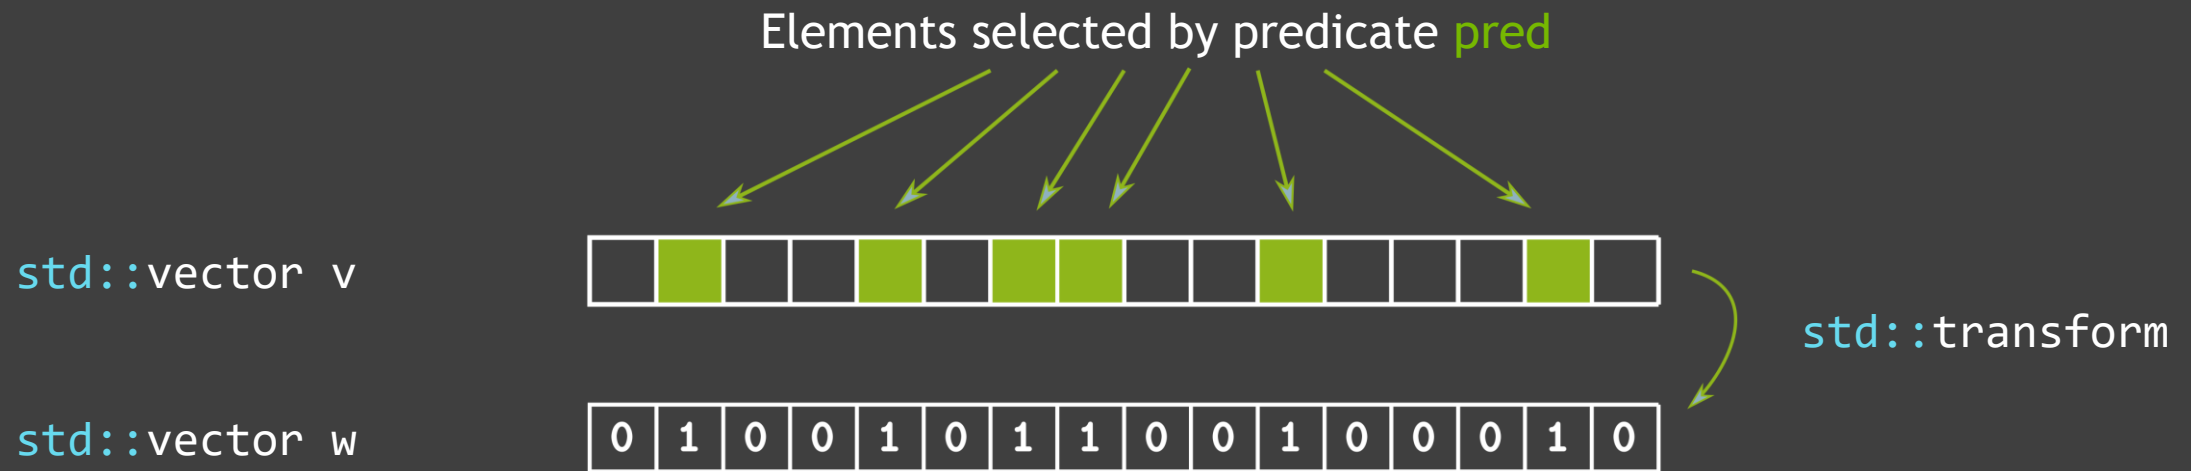 Elements selected by predicate pred
std::vector v
std::transform
std::vector w
0 1 0 0 1 0 1 1 0 0 1 0 0 0 1 0